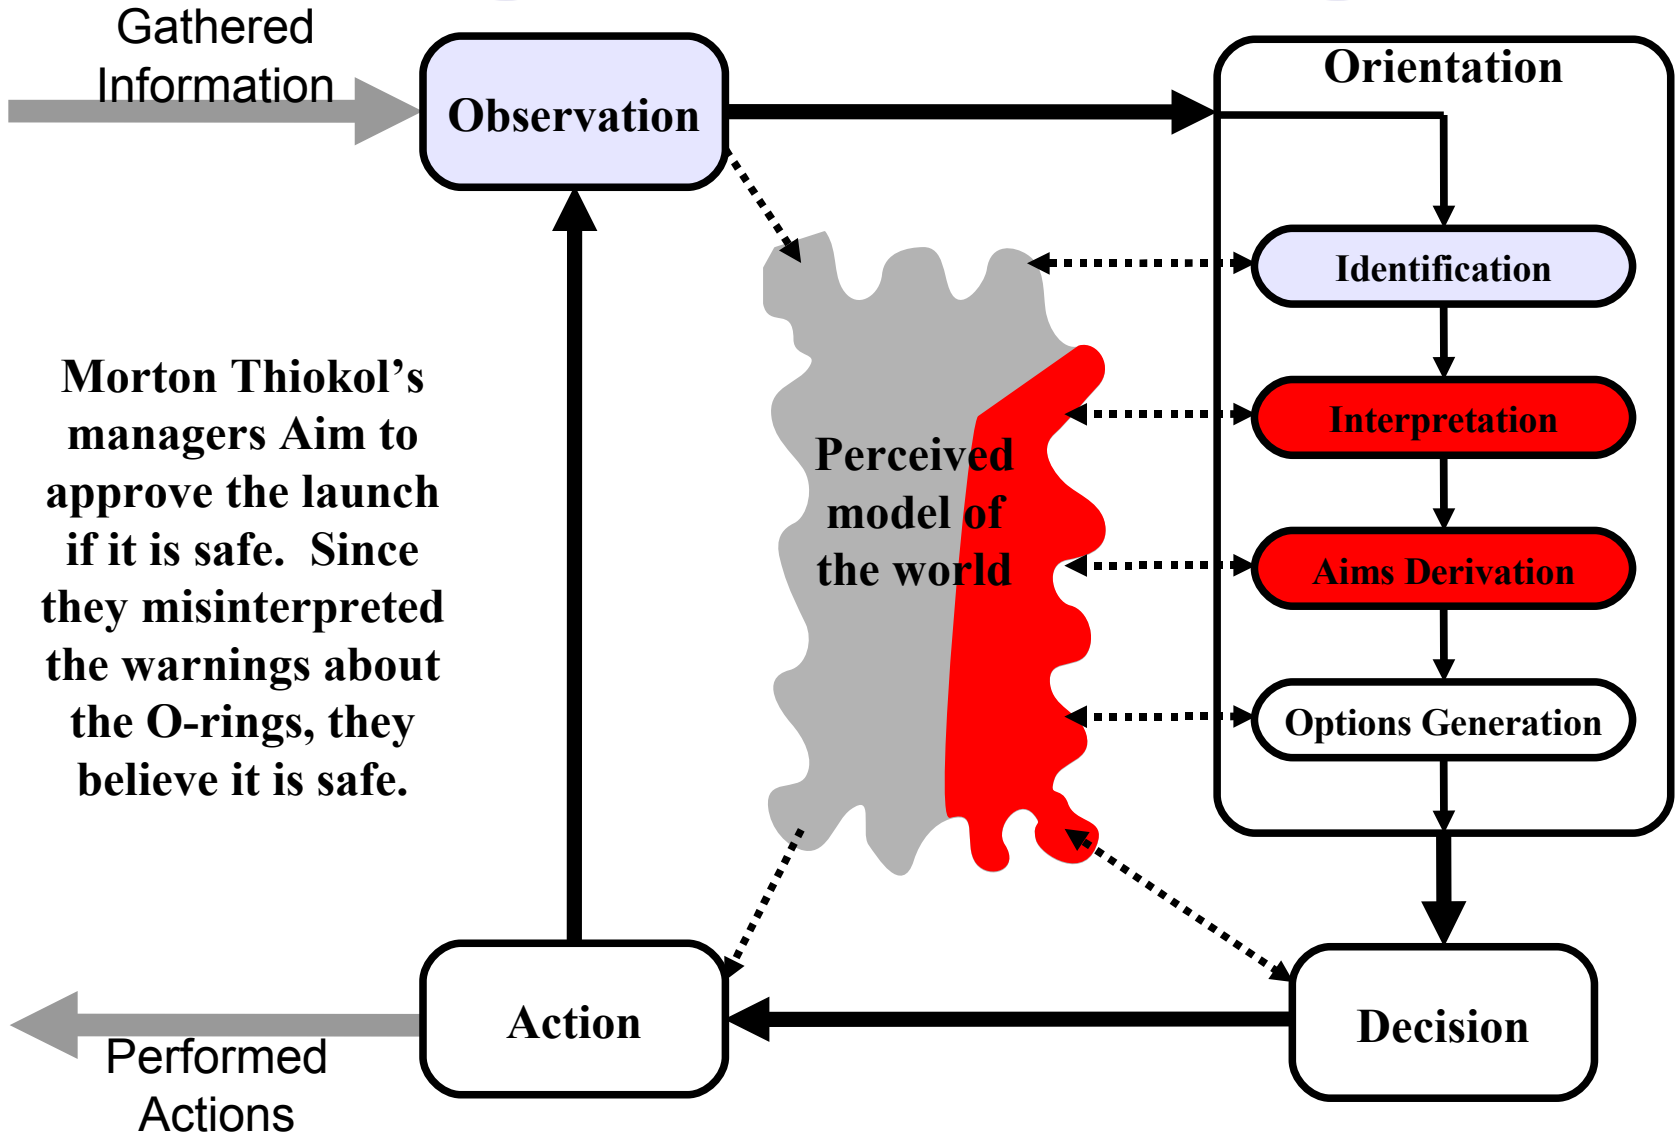 Gathered
Information
Observation
Orientation
Identification
Interpretation
Aims Derivation
Options Generation
Morton Thiokol’s
managers Aim to
approve the launch
if it is safe.  Since
they misinterpreted
the warnings about
the O-rings, they
believe it is safe.
Perceived
model of
the world
Action
Decision
Performed
Actions